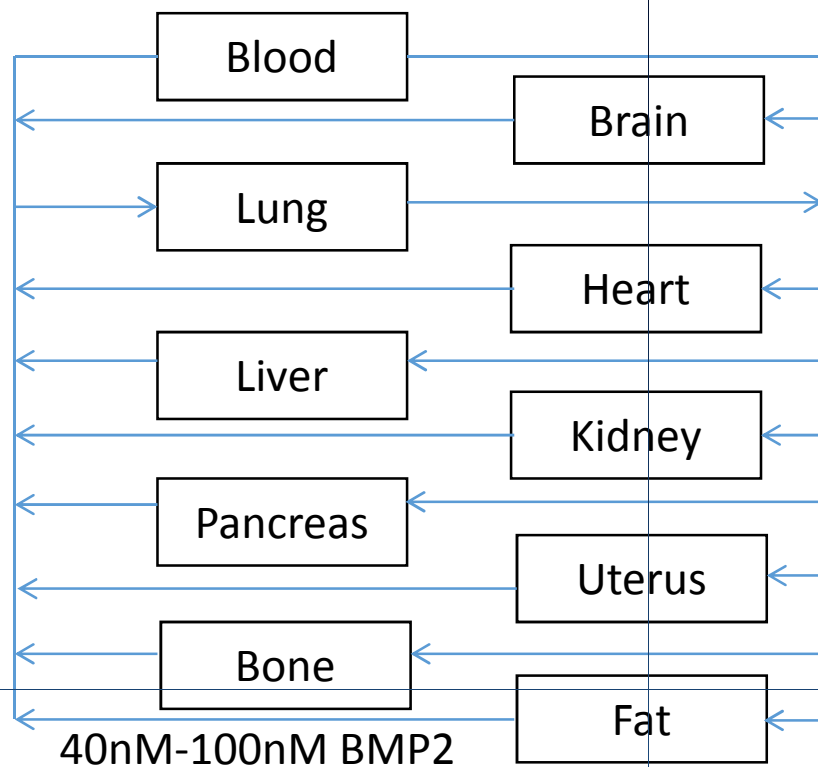 Blood
Brain
Lung
Heart
Liver
Kidney
Pancreas
Uterus
Bone
Fat
40nM-100nM BMP2